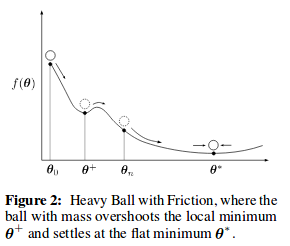 f(θ)
θ₀ θ⁺ θₙ θ*
Figure 2: Heavy Ball with Friction, where the
ball with mass overshoots the local minimum
θ⁺ and settles at the flat minimum θ*.